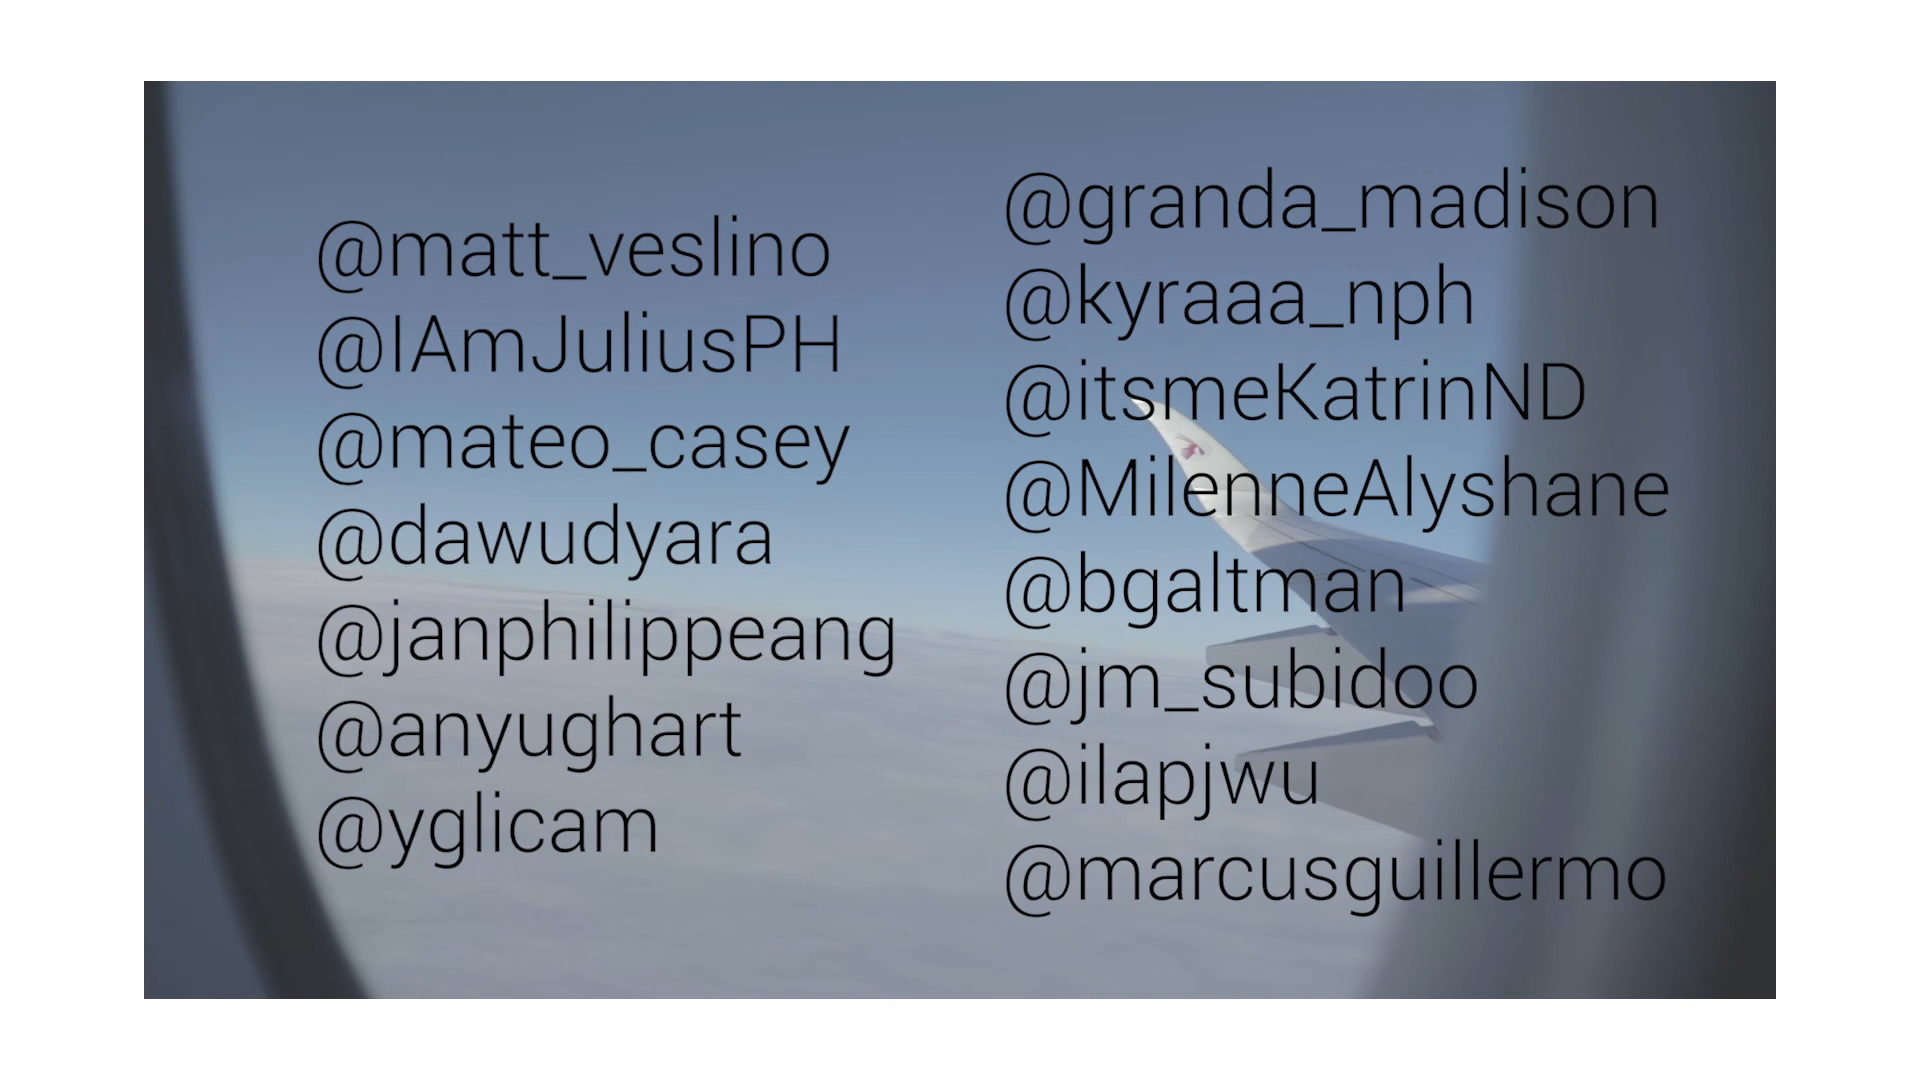 @matt_veslino
@IAmJuliusPH
@mateo_casey
@dawudyara
@janphilippeang
@anyughart
@yglicam
@granda_madison
@kyraaa_nph
@itsmeKatrinND
@MilenneAlyshane
@bgaltman
@jm_subidoo
@ilapjwu
@marcusguillermo